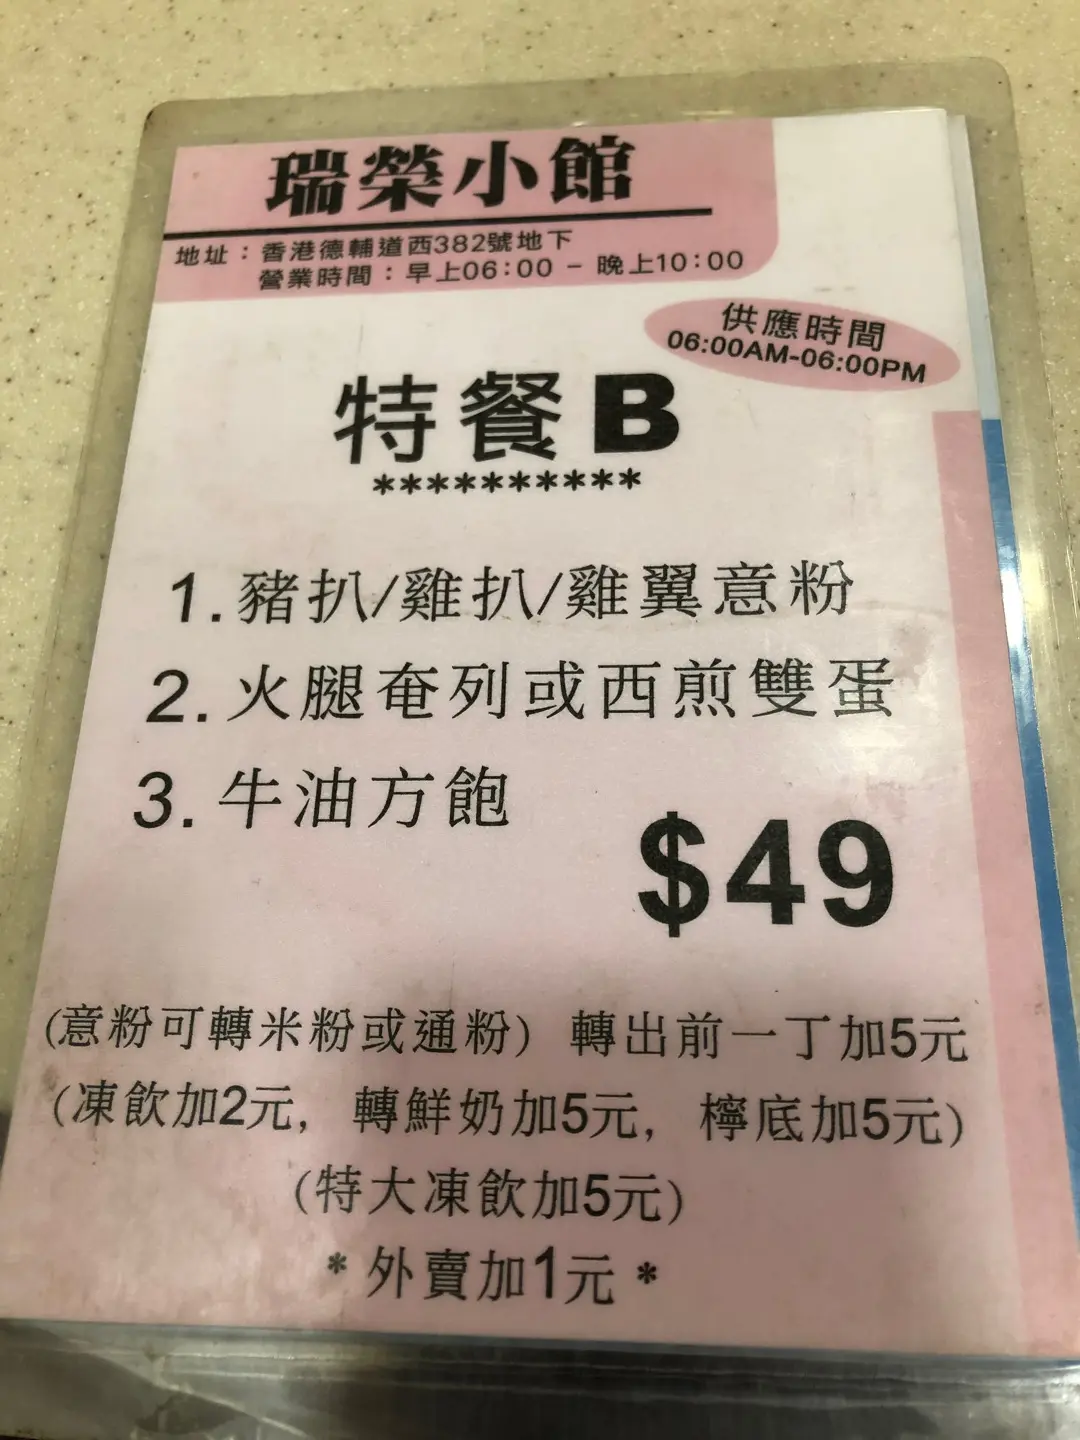 瑞榮小館
地址：香港德輔道西382號地下
營業時間：早上06:00 - 晚上10:00
供應時間
06:00AM-06:00PM
特餐B
**********
1.豬扒/雞扒/雞翼意粉
2.火腿奄列或西煎雙蛋
3.牛油方飽
$49
(意粉可轉米粉或通粉) 轉出前一丁加5元
(凍飲加2元, 轉鮮奶加5元, 檸底加5元)
(特大凍飲加5元)
*外賣加1元*